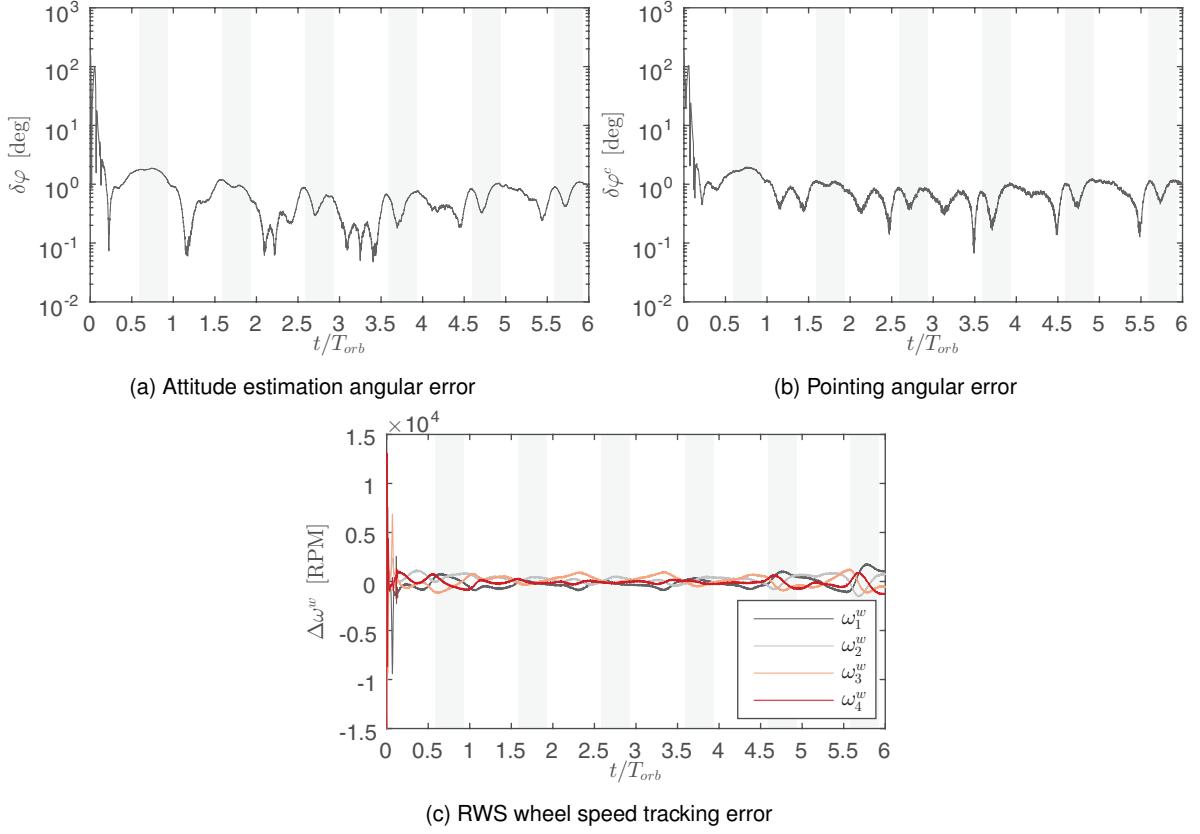 10^3
10^2
10^1
10^0
10^-1
10^-2
δφ [deg]
0 0.5 1 1.5 2 2.5 3 3.5 4 4.5 5 5.5 6
t/T_orb
(a) Attitude estimation angular error
10^3
10^2
10^1
10^0
10^-1
10^-2
δφ^c [deg]
0 0.5 1 1.5 2 2.5 3 3.5 4 4.5 5 5.5 6
t/T_orb
(b) Pointing angular error
×10^4
1.5
1
0.5
0
-0.5
-1
-1.5
Δω^w [RPM]
ω_1^w
ω_2^w
ω_3^w
ω_4^w
0 0.5 1 1.5 2 2.5 3 3.5 4 4.5 5 5.5 6
t/T_orb
(c) RWS wheel speed tracking error